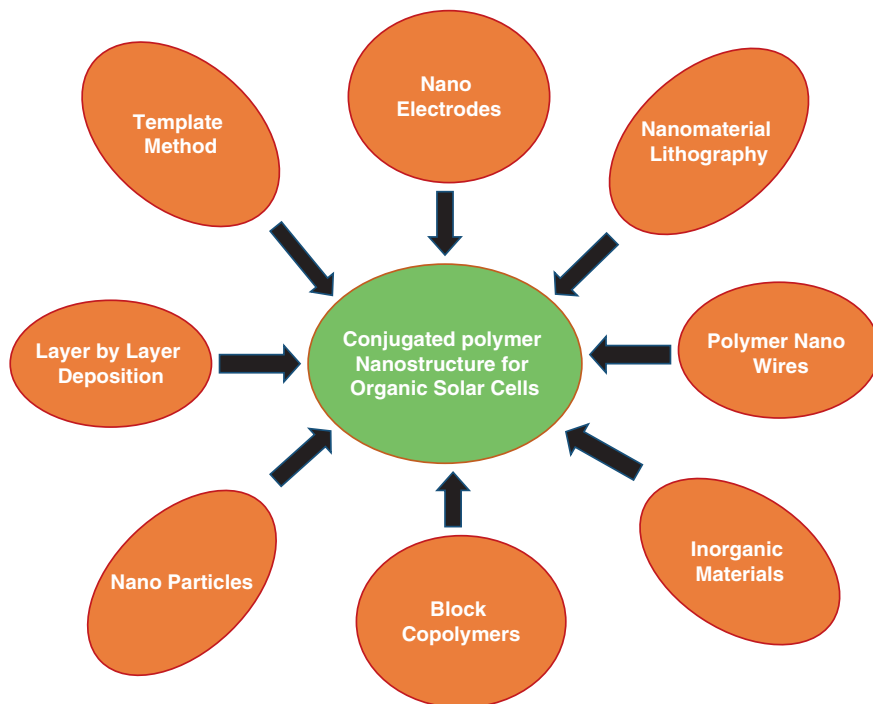 Nano
Electrodes
Template
Method
Nanomaterial
Lithography
Layer by Layer
Deposition
Conjugated polymer
Nanostructure for
Organic Solar Cells
Polymer Nano
Wires
Nano Particles
Block
Copolymers
Inorganic
Materials